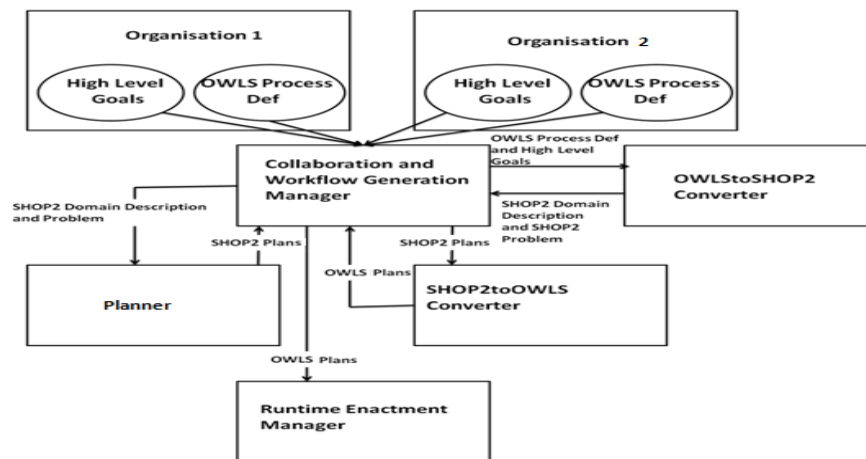 Organisation 1
Organisation 2
High Level
Goals
OWLS Process
Def
High Level
Goals
OWLS Process
Def
OWLS Process Def
and High Level
Goals
Collaboration and
Workflow Generation
Manager
OWLStoSHOP2
Converter
SHOP2 Domain Description
and Problem
SHOP2 Domain
Description
and SHOP2
Problem
SHOP2 Plans
SHOP2 Plans
OWLS Plans
Planner
SHOP2toOWLS
Converter
OWLS Plans
Runtime Enactment
Manager